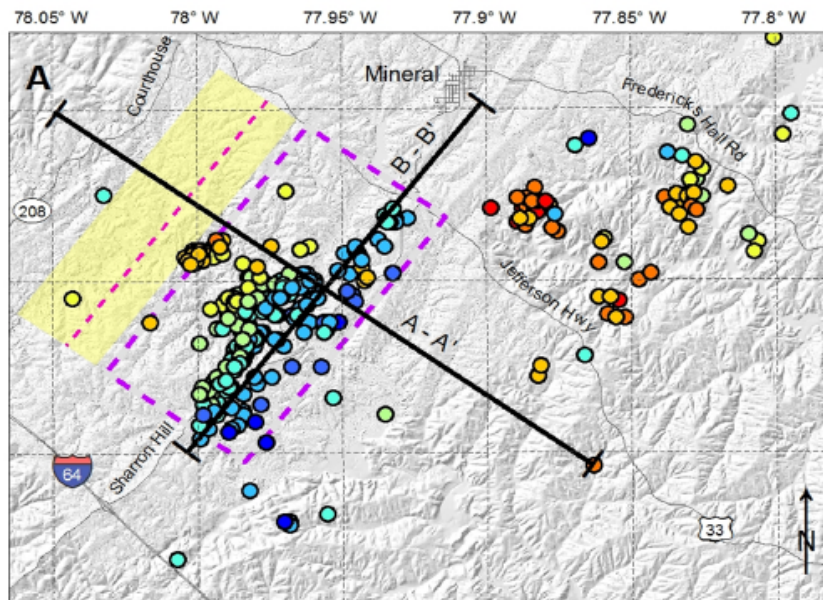 78.05° W 78° W 77.95° W 77.9° W 77.85° W 77.8° W
A
Courthouse
Mineral
Fredericks Hall Rd
B - B'
208
Jefferson Hwy
A - A'
Sharron Hill
64
33
N